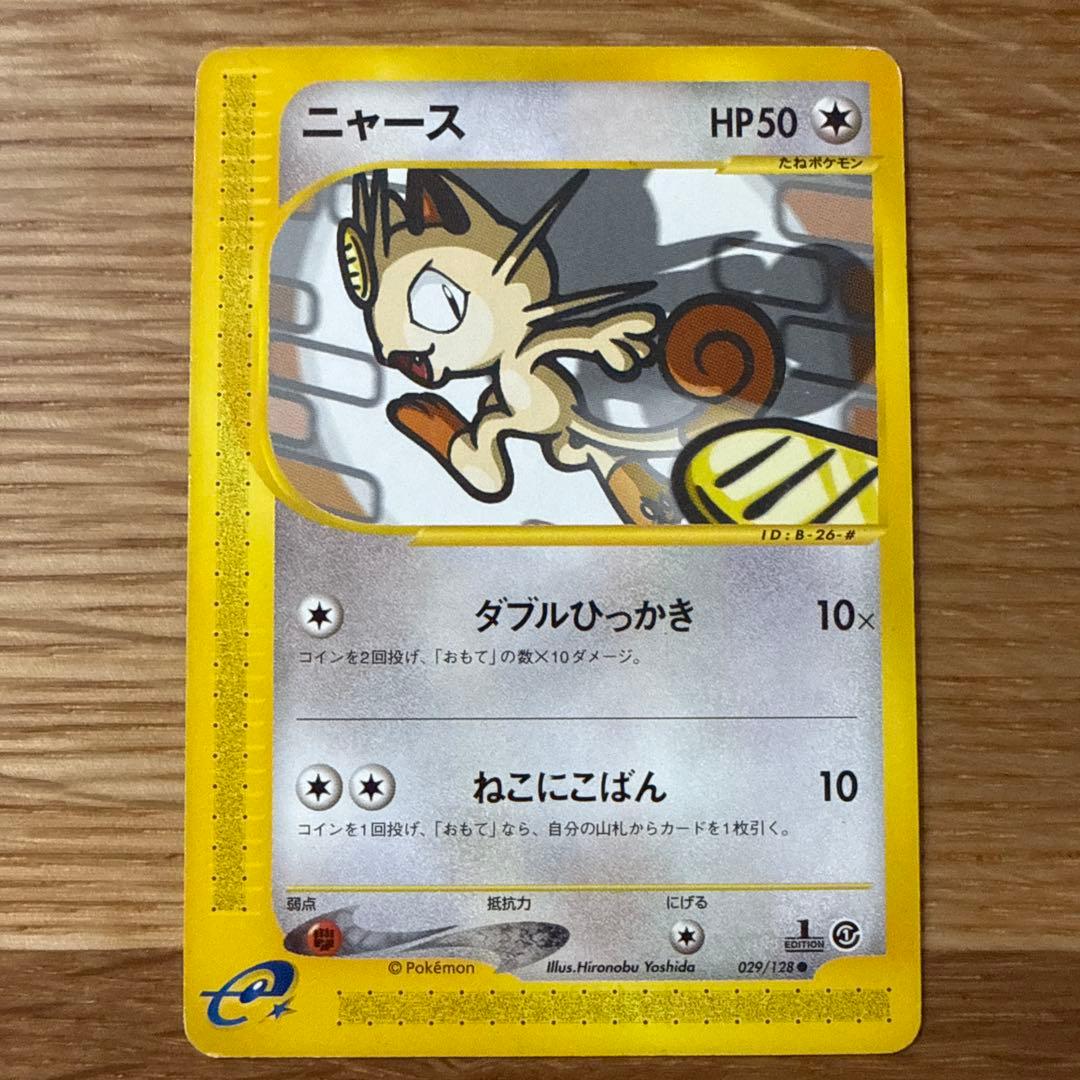 ニャース HP50
たねポケモン
ID:B-26-#
ダブルひっかき 10×
コインを2回投げ、「おもて」の数×10ダメージ。
ねこにこばん 10
コインを1回投げ、「おもて」なら、自分の山札からカードを1枚引く。
弱点 抵抗力 にげる
1 EDITION
© Pokémon Illus.Hironobu Yoshida 029/128●
e